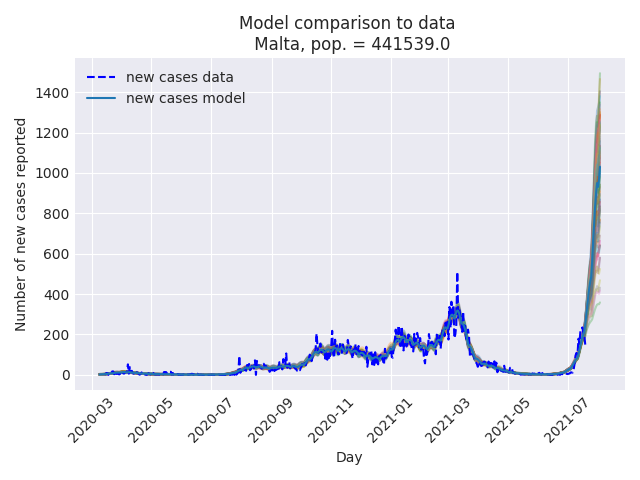 Model comparison to data
Malta, pop. = 441539.0
new cases data
new cases model
Number of new cases reported
1400
1200
1000
800
600
400
200
0
2020-03
2020-05
2020-07
2020-09
2020-11
2021-01
2021-03
2021-05
2021-07
Day